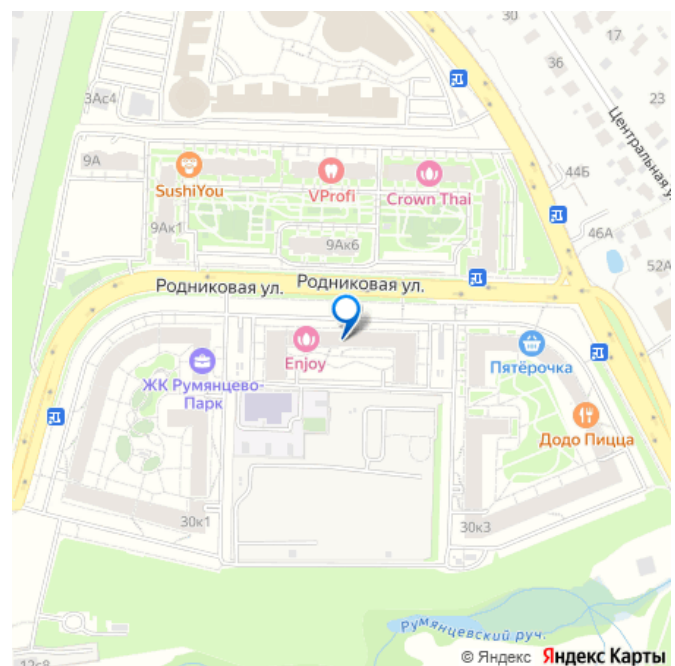 30
17
36
3Ас4
23
Центральная у
9А
SushiYou
VProfi
Crown Thai
44Б
9Ак1
9Ак6
46А
52А
Родниковая ул.
Родниковая ул.
Enjoy
ЖК Румянцево-
Парк
Пятёрочка
Додо Пицца
30к1
30к3
Румянцевский руч.
12с8
© Яндекс Яндекс Карты